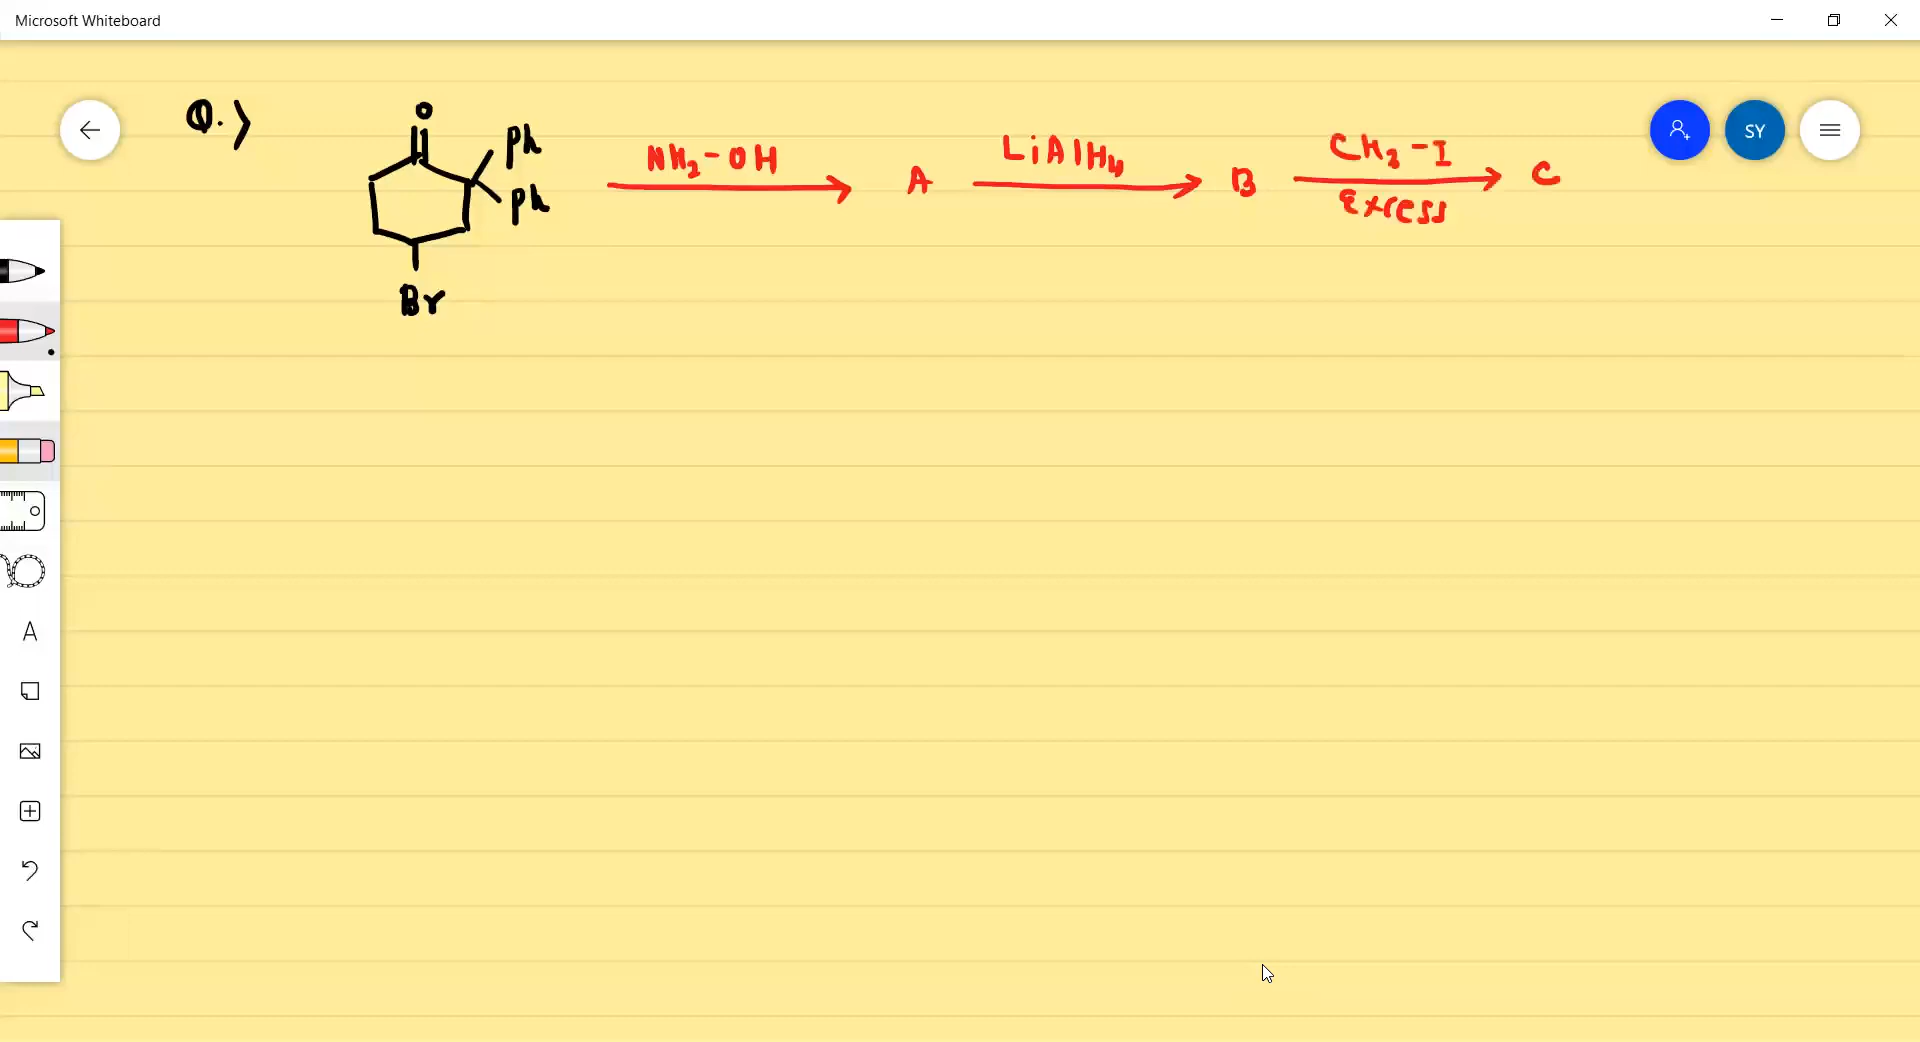 Microsoft Whiteboard
Q.)
O
Ph
Ph
Br
NH₂-OH
A
LiAlH₄
B
CH₃-I
Excess
C
SY
A